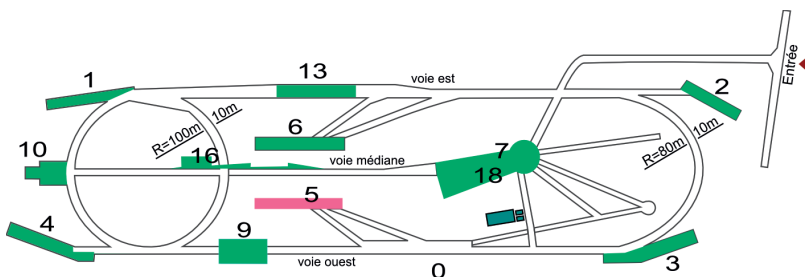 1
13
voie est
2
Entrée
R=100m
10m
6
R=80m
10m
10
16
voie médiane
7
18
5
4
9
voie ouest
0
3